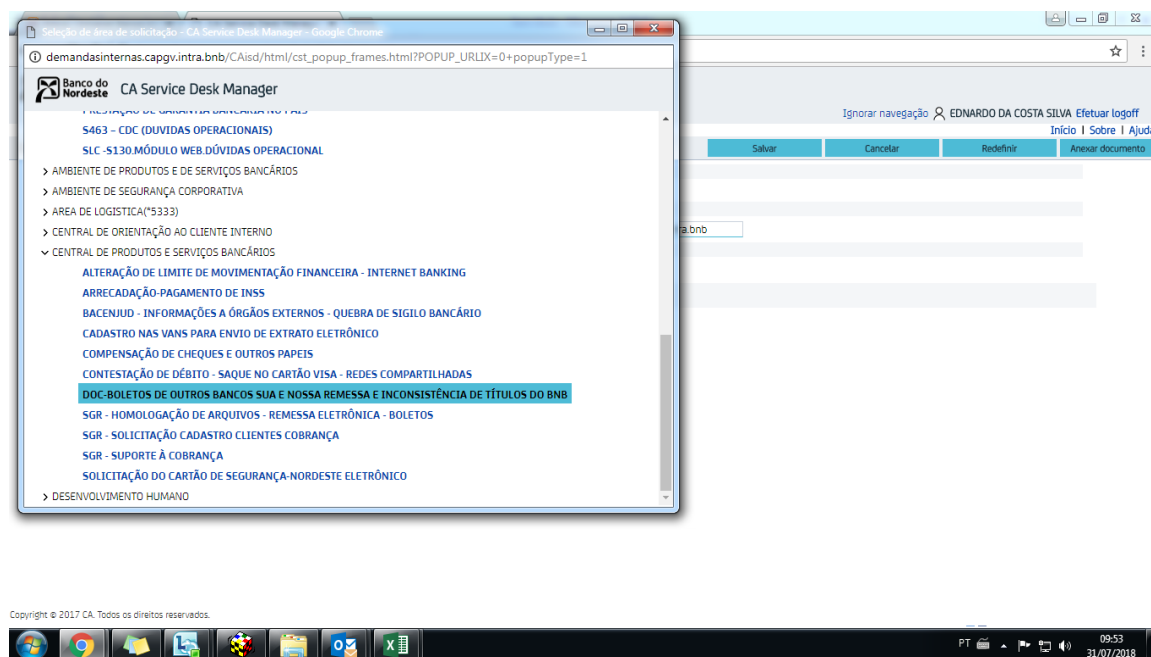 Seleção de área de solicitação - CA Service Desk Manager - Google Chrome
demandasinternas.capgv.intra.bnb/CAisd/html/cst_popup_frames.html?POPUP_URLIX=0+popupType=1
Banco do Nordeste CA Service Desk Manager
PRESTAÇÃO DE GARANTIA BANCÁRIA NO PAÍS
S463 – CDC (DUVIDAS OPERACIONAIS)
SLC -S130.MÓDULO WEB.DÚVIDAS OPERACIONAL
AMBIENTE DE PRODUTOS E DE SERVIÇOS BANCÁRIOS
AMBIENTE DE SEGURANÇA CORPORATIVA
AREA DE LOGISTICA(*5333)
CENTRAL DE ORIENTAÇÃO AO CLIENTE INTERNO
CENTRAL DE PRODUTOS E SERVIÇOS BANCÁRIOS
ALTERAÇÃO DE LIMITE DE MOVIMENTAÇÃO FINANCEIRA - INTERNET BANKING
ARRECADAÇÃO-PAGAMENTO DE INSS
BACENJUD - INFORMAÇÕES A ÓRGÃOS EXTERNOS - QUEBRA DE SIGILO BANCÁRIO
CADASTRO NAS VANS PARA ENVIO DE EXTRATO ELETRÔNICO
COMPENSAÇÃO DE CHEQUES E OUTROS PAPEIS
CONTESTAÇÃO DE DÉBITO - SAQUE NO CARTÃO VISA - REDES COMPARTILHADAS
DOC-BOLETOS DE OUTROS BANCOS SUA E NOSSA REMESSA E INCONSISTÊNCIA DE TÍTULOS DO BNB
SGR - HOMOLOGAÇÃO DE ARQUIVOS - REMESSA ELETRÔNICA - BOLETOS
SGR - SOLICITAÇÃO CADASTRO CLIENTES COBRANÇA
SGR - SUPORTE À COBRANÇA
SOLICITAÇÃO DO CARTÃO DE SEGURANÇA-NORDESTE ELETRÔNICO
DESENVOLVIMENTO HUMANO
Ignorar navegação EDNARDO DA COSTA SILVA Efetuar logoff
Início | Sobre | Ajuda
Salvar Cancelar Redefinir Anexar documento
ra.bnb
Copyright © 2017 CA. Todos os direitos reservados.
PT 09:53
31/07/2018